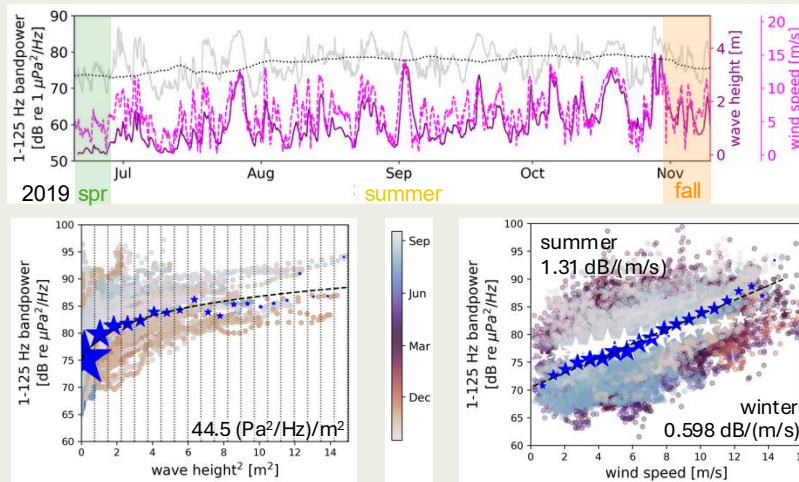 1-125 Hz bandpower
[dB re 1 μPa²/Hz]
90
80
70
60
50
4
2
0
wave height [m]
20
15
10
5
0
wind speed [m/s]
Jul
Aug
Sep
Oct
Nov
2019 spr
summer
fall
1-125 Hz bandpower
[dB re μPa²/Hz]
100
95
90
85
80
75
70
65
60
44.5 (Pa²/Hz)/m²
0 2 4 6 8 10 12 14
wave height² [m²]
Sep
Jun
Mar
Dec
1-125 Hz bandpower
[dB re μPa²/Hz]
100
95
90
85
80
75
70
65
60
summer
1.31 dB/(m/s)
winter
0.598 dB/(m/s)
0 2 4 6 8 10 12 14 16
wind speed [m/s]